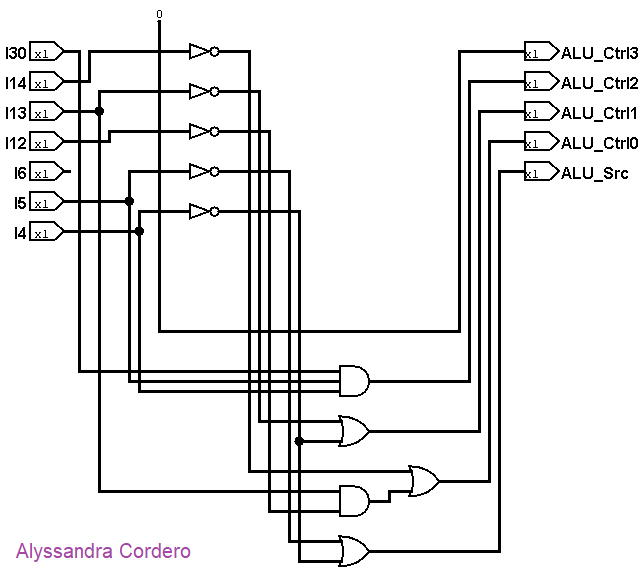 0
I30 x1
x1 ALU_Ctrl3
I14 x1
x1 ALU_Ctrl2
I13 x1
x1 ALU_Ctrl1
I12 x1
x1 ALU_Ctrl0
I6 x1
x1 ALU_Src
I5 x1
I4 x1
Alyssandra Cordero